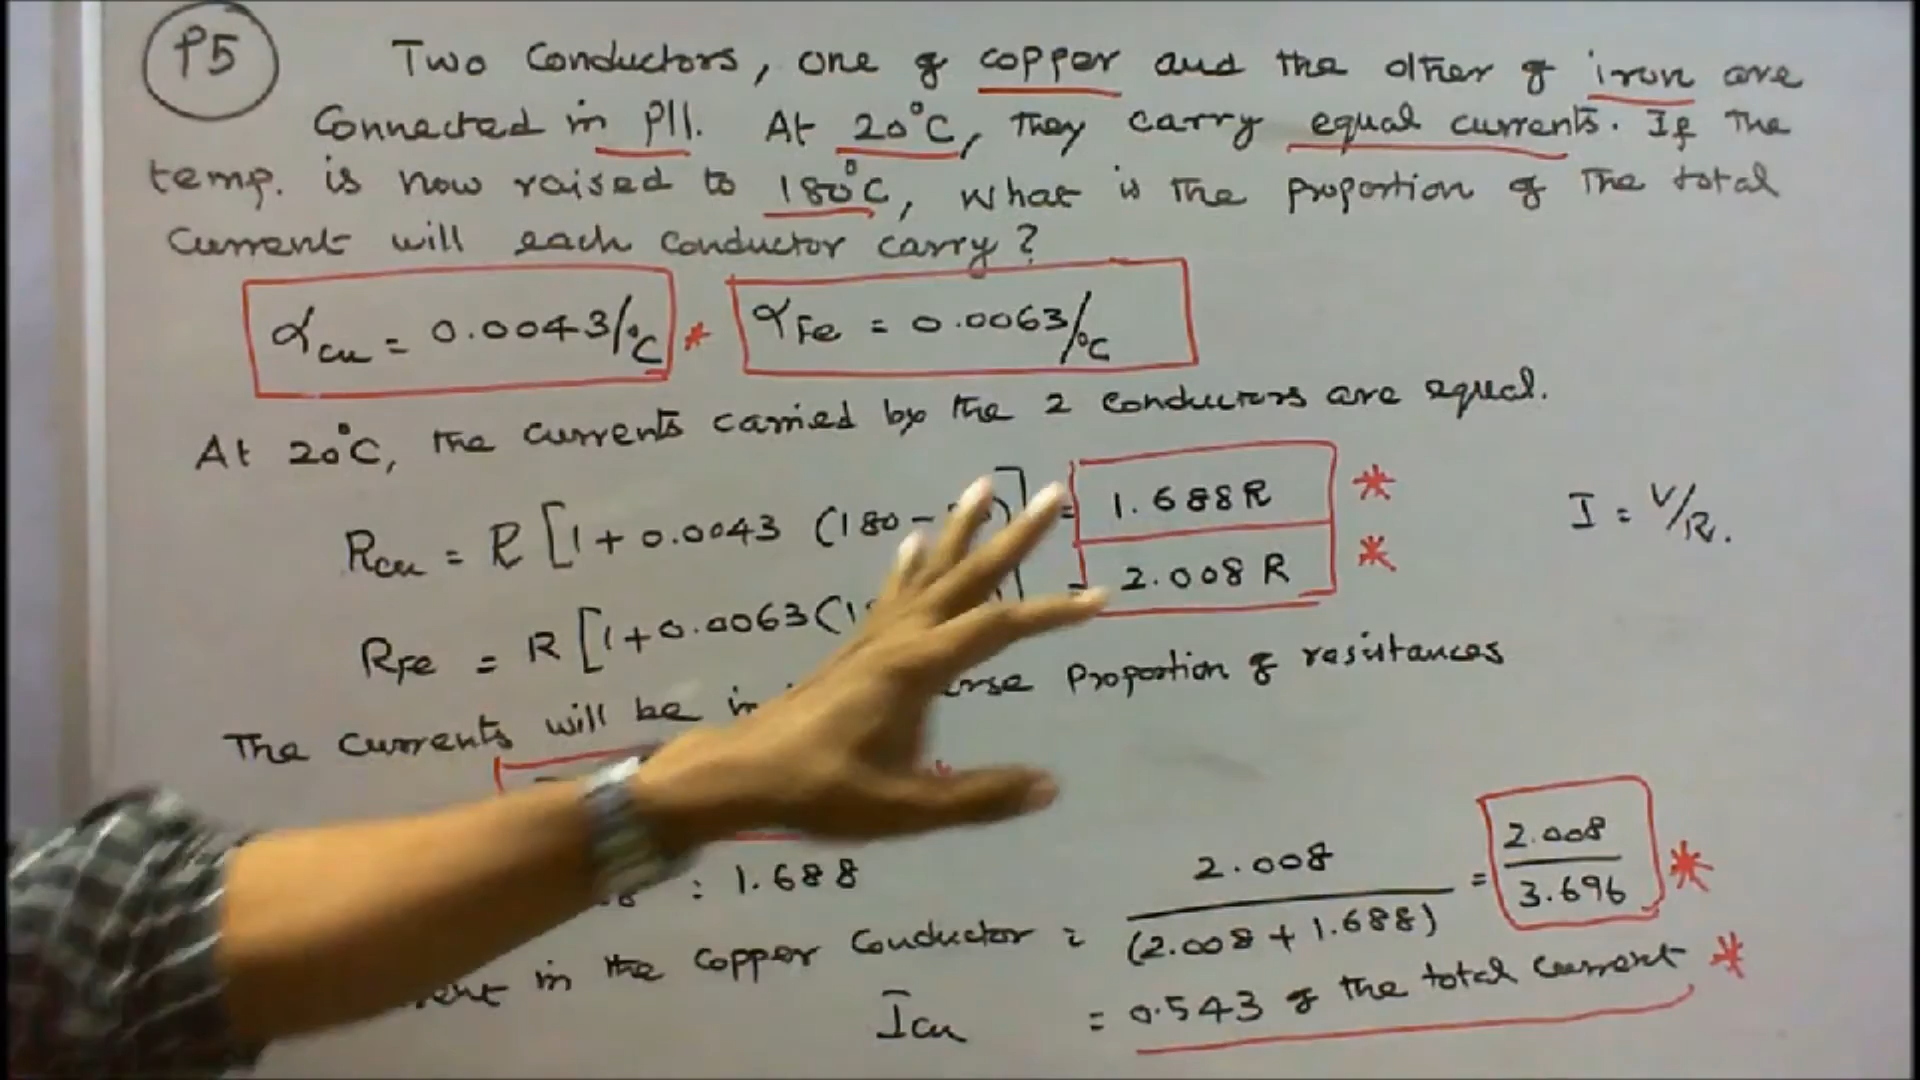 P5
Two Conductors, one of copper and the other of iron are
Connected in Pll. At 20°C, They carry equal currents. If The
temp. is now raised to 180°C, what is the proportion of The total
Current will each conductor carry?
αcu = 0.0043/°C * αFe = 0.0063/°C
At 20°C, the currents carried by the 2 conductors are equal.
Rcu = R [1 + 0.0043 (180 - ] = 1.688 R *
I = V/R.
RFe = R [1 + 0.0063 (1 = 2.008 R *
The currents will be in proportion of resistances
: 1.688
in the copper conductor = 2.008 / (2.008 + 1.688) = 2.008 / 3.696 *
Icu = 0.543 of the total current *